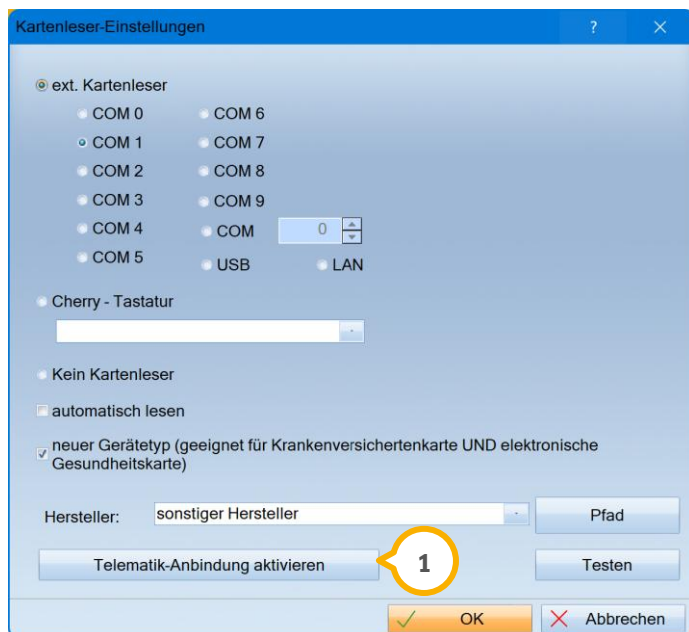 Kartenleser-Einstellungen ? ×
ext. Kartenleser
COM 0 COM 6
COM 1 COM 7
COM 2 COM 8
COM 3 COM 9
COM 4 COM 0
COM 5 USB LAN
Cherry - Tastatur
Kein Kartenleser
automatisch lesen
neuer Gerätetyp (geeignet für Krankenversichertenkarte UND elektronische
Gesundheitskarte)
Hersteller: sonstiger Hersteller Pfad
Telematik-Anbindung aktivieren 1 Testen
OK Abbrechen